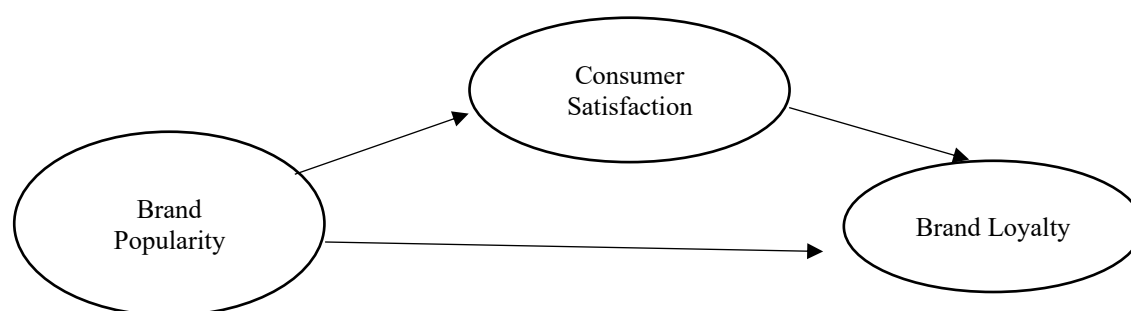 Consumer
Satisfaction
Brand
Popularity
Brand Loyalty